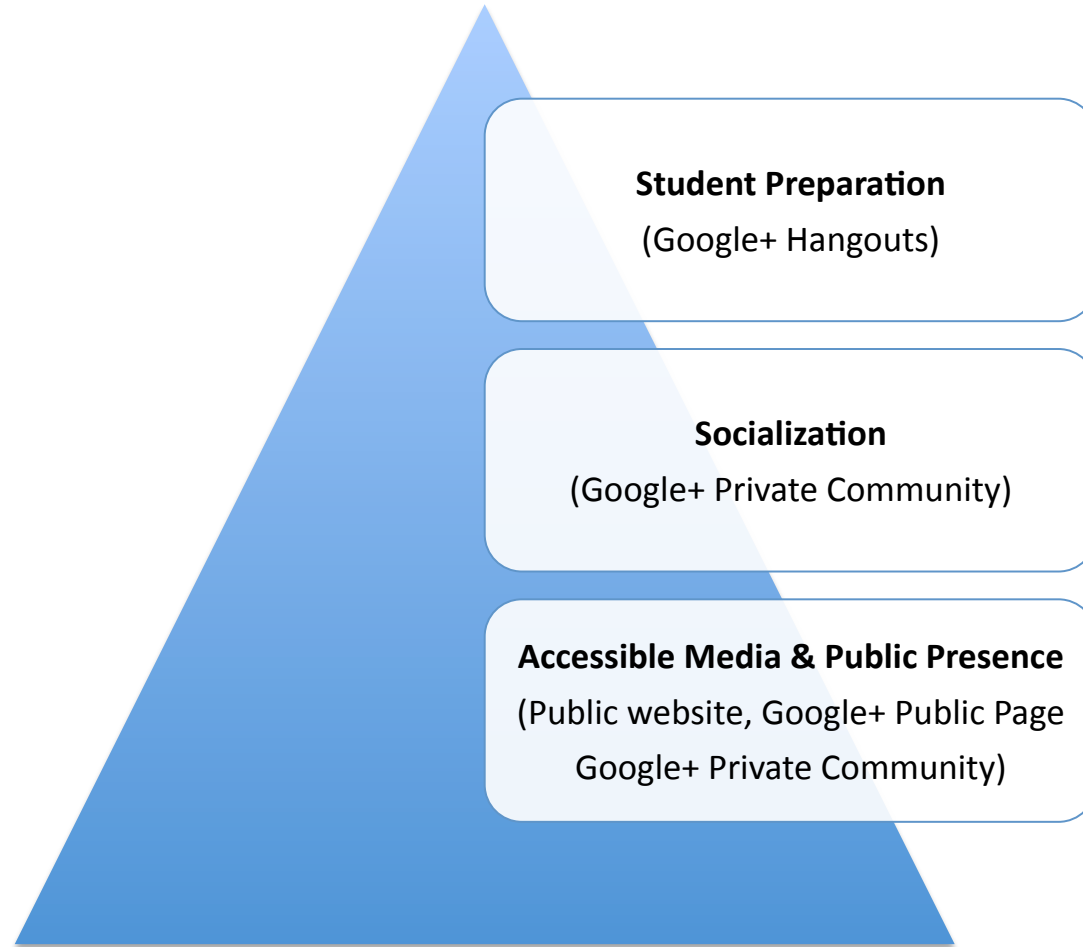 Student Preparation
(Google+ Hangouts)
Socialization
(Google+ Private Community)
Accessible Media & Public Presence
(Public website, Google+ Public Page
Google+ Private Community)